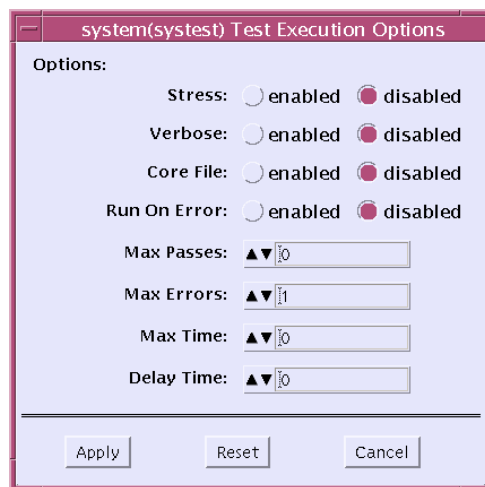 system(systest) Test Execution Options
Options:
Stress: enabled disabled
Verbose: enabled disabled
Core File: enabled disabled
Run On Error: enabled disabled
Max Passes: 0
Max Errors: 1
Max Time: 0
Delay Time: 0
Apply Reset Cancel